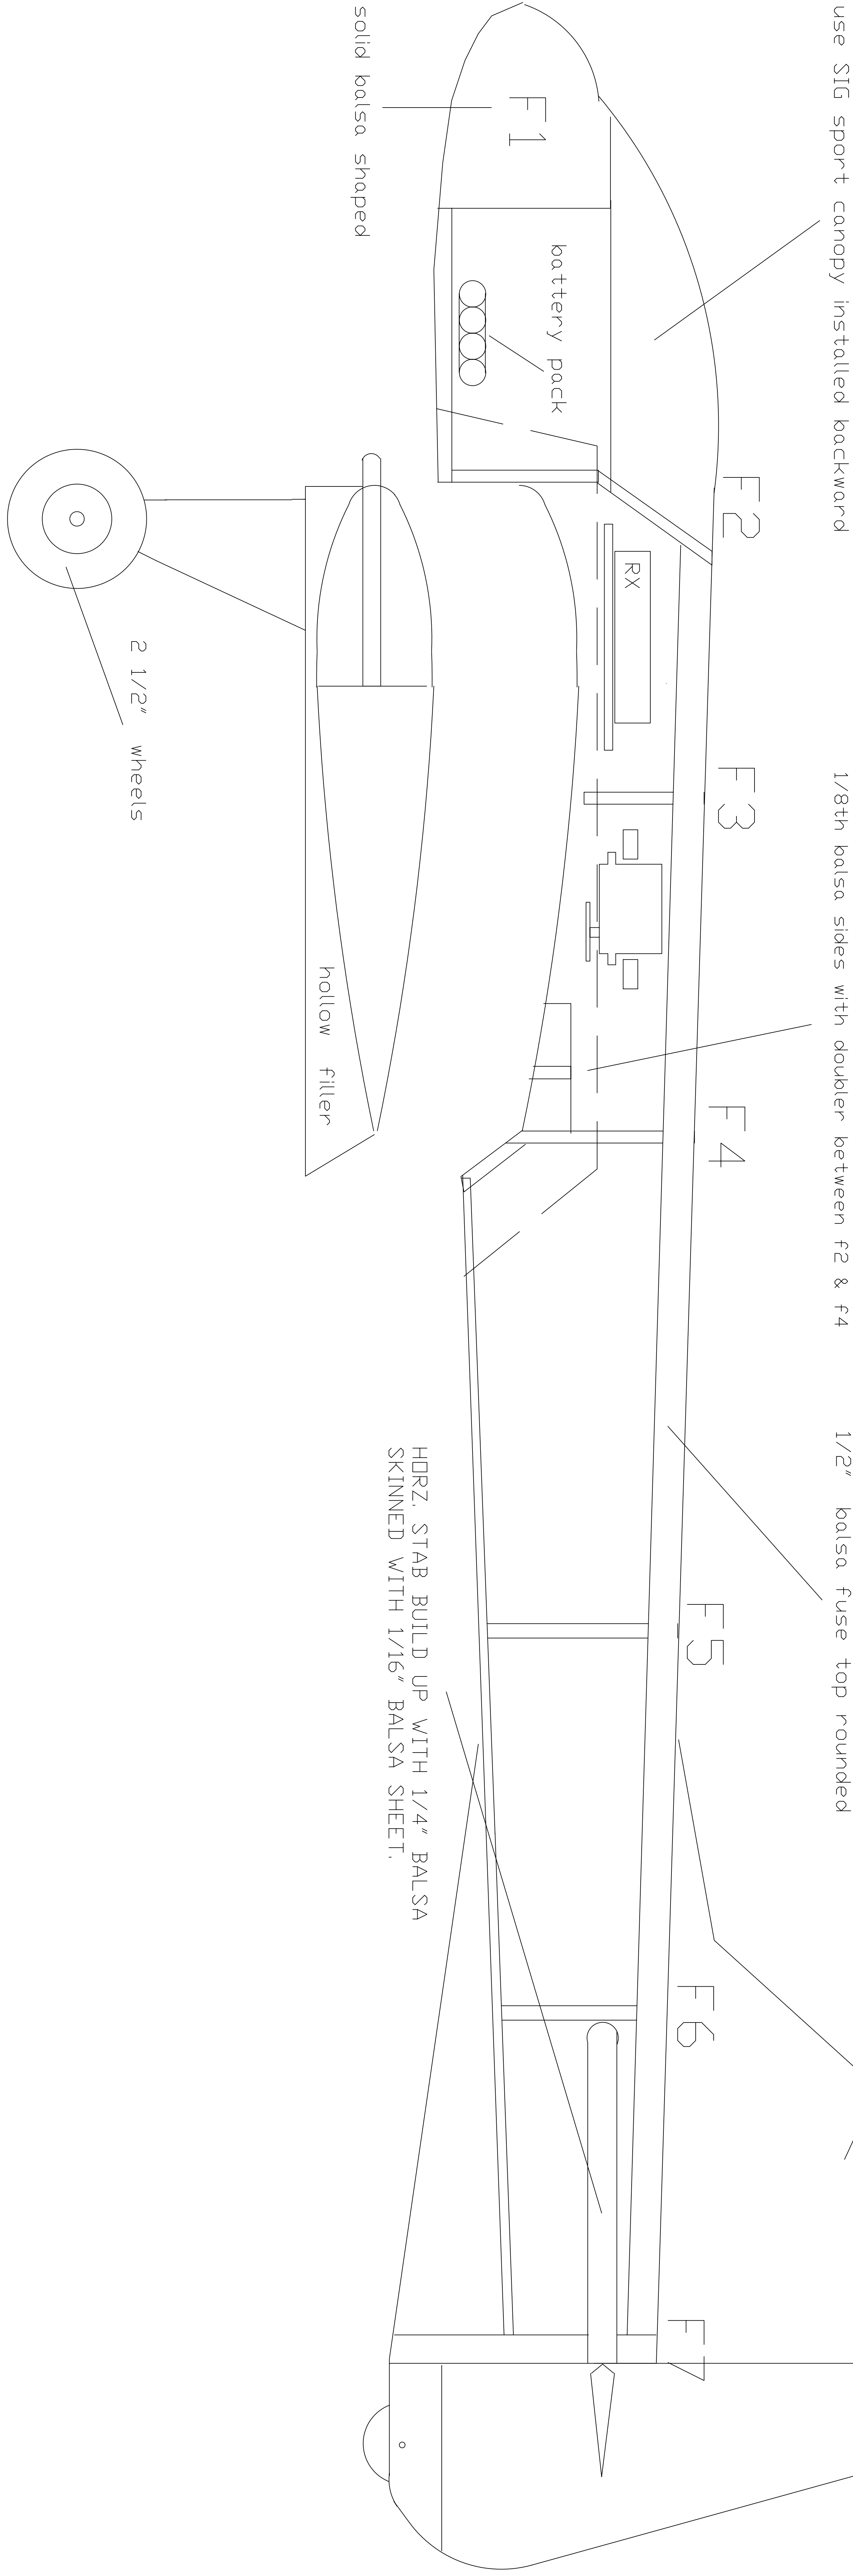 use SIG sport canopy installed backward
1/8th balsa sides with doubler between f2 & f4
1/2" balsa fuse top rounded
F2
F3
F4
F5
F6
F7
RX
battery pack
F1
HORZ. STAB BUILD UP WITH 1/4" BALSA
SKINNED WITH 1/16" BALSA SHEET.
solid balsa shaped
hollow filler
2 1/2" wheels